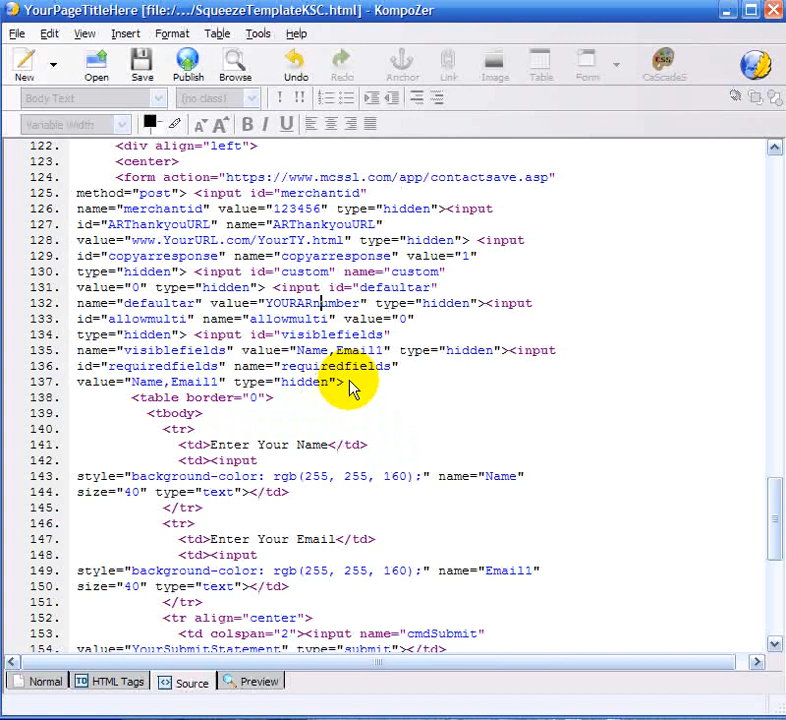 YourPageTitleHere [file:/.../SqueezeTemplateKSC.html] - KompoZer
File Edit View Insert Format Table Tools Help
New Open Save Publish Browse Undo Redo Anchor Link Image Table Form CaScadeS
Body Text (no class) ! !!
Variable Width A A B I U
122. <div align="left">
123. <center>
124. <form action="https://www.mcssl.com/app/contactsave.asp"
125. method="post"> <input id="merchantid"
126. name="merchantid" value="123456" type="hidden"><input
127. id="ARThankyouURL" name="ARThankyouURL"
128. value="www.YourURL.com/YourTY.html" type="hidden"> <input
129. id="copyarresponse" name="copyarresponse" value="1"
130. type="hidden"> <input id="custom" name="custom"
131. value="0" type="hidden"> <input id="defaultar"
132. name="defaultar" value="YOURARnumber" type="hidden"><input
133. id="allowmulti" name="allowmulti" value="0"
134. type="hidden"> <input id="visiblefields"
135. name="visiblefields" value="Name,Email1" type="hidden"><input
136. id="requiredfields" name="requiredfields"
137. value="Name,Email1" type="hidden">
138. <table border="0">
139. <tbody>
140. <tr>
141. <td>Enter Your Name</td>
142. <td><input
143. style="background-color: rgb(255, 255, 160);" name="Name"
144. size="40" type="text"></td>
145. </tr>
146. <tr>
147. <td>Enter Your Email</td>
148. <td><input
149. style="background-color: rgb(255, 255, 160);" name="Email1"
150. size="40" type="text"></td>
151. </tr>
152. <tr align="center">
153. <td colspan="2"><input name="cmdSubmit"
154. value="YourSubmitStatement" type="submit"></td>
Normal TD HTML Tags <> Source Preview